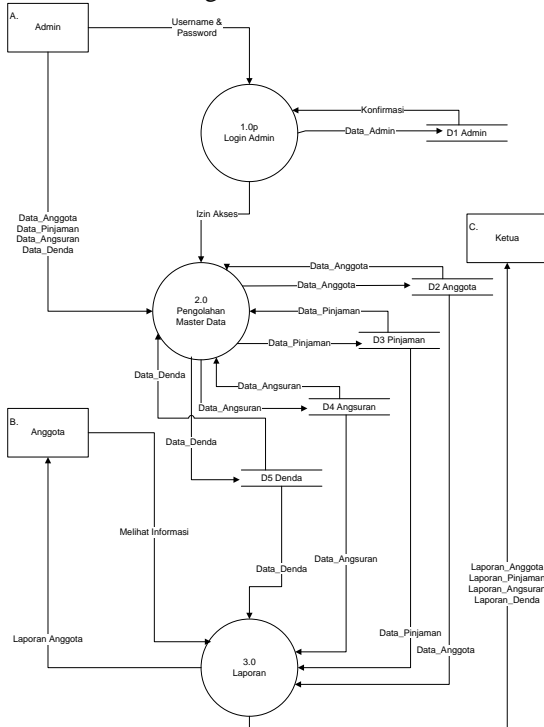 A.
Admin
Username &
Password
1.0p
Login Admin
Konfirmasi
Data_Admin
D1 Admin
Izin Akses
Data_Anggota
Data_Pinjaman
Data_Angsuran
Data_Denda
C.
Ketua
2.0
Pengolahan
Master Data
Data_Anggota
Data_Anggota
D2 Anggota
Data_Pinjaman
Data_Pinjaman
D3 Pinjaman
Data_Denda
Data_Angsuran
Data_Angsuran
D4 Angsuran
B.
Anggota
Data_Denda
D5 Denda
Melihat Informasi
Data_Angsuran
Data_Denda
Laporan_Anggota
Laporan_Pinjaman
Laporan_Angsuran
Laporan_Denda
Laporan Anggota
Data_Pinjaman
Data_Anggota
3.0
Laporan